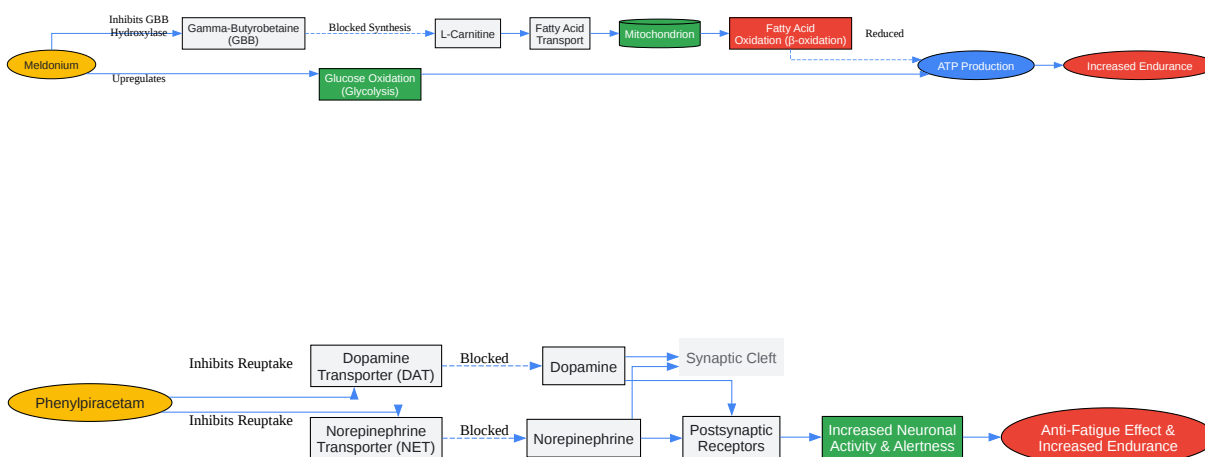 Inhibits GBB
Hydroxylase
Gamma-Butyrobetaine
(GBB)
Blocked Synthesis
L-Carnitine
Fatty Acid
Transport
Mitochondrion
Fatty Acid
Oxidation (β-oxidation)
Reduced
Meldonium
Upregulates
Glucose Oxidation
(Glycolysis)
ATP Production
Increased Endurance
Inhibits Reuptake
Dopamine
Transporter (DAT)
Blocked
Dopamine
Synaptic Cleft
Phenylpiracetam
Inhibits Reuptake
Norepinephrine
Transporter (NET)
Blocked
Norepinephrine
Postsynaptic
Receptors
Increased Neuronal
Activity & Alertness
Anti-Fatigue Effect &
Increased Endurance